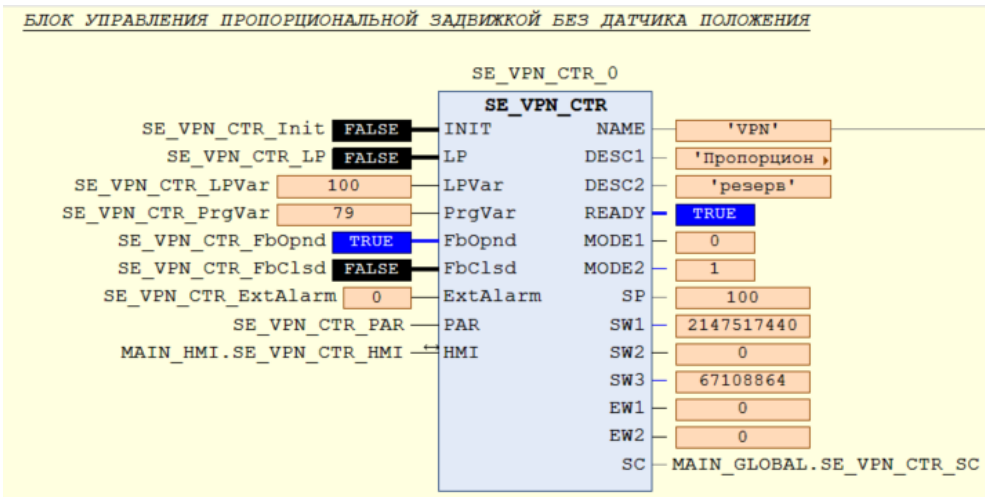 БЛОК УПРАВЛЕНИЯ ПРОПОРЦИОНАЛЬНОЙ ЗАДВИЖКОЙ БЕЗ ДАТЧИКА ПОЛОЖЕНИЯ
SE_VPN_CTR_0
SE_VPN_CTR
SE_VPN_CTR_Init FALSE INIT NAME 'VPN'
SE_VPN_CTR_LP FALSE LP DESC1 'Пропорцион
SE_VPN_CTR_LPVar 100 LPVar DESC2 'резерв'
SE_VPN_CTR_PrgVar 79 PrgVar READY TRUE
SE_VPN_CTR_FbOpnd TRUE FbOpnd MODE1 0
SE_VPN_CTR_FbClsd FALSE FbClsd MODE2 1
SE_VPN_CTR_ExtAlarm 0 ExtAlarm SP 100
SE_VPN_CTR_PAR PAR SW1 2147517440
MAIN_HMI.SE_VPN_CTR_HMI HMI SW2 0
SW3 67108864
EW1 0
EW2 0
SC MAIN_GLOBAL.SE_VPN_CTR_SC